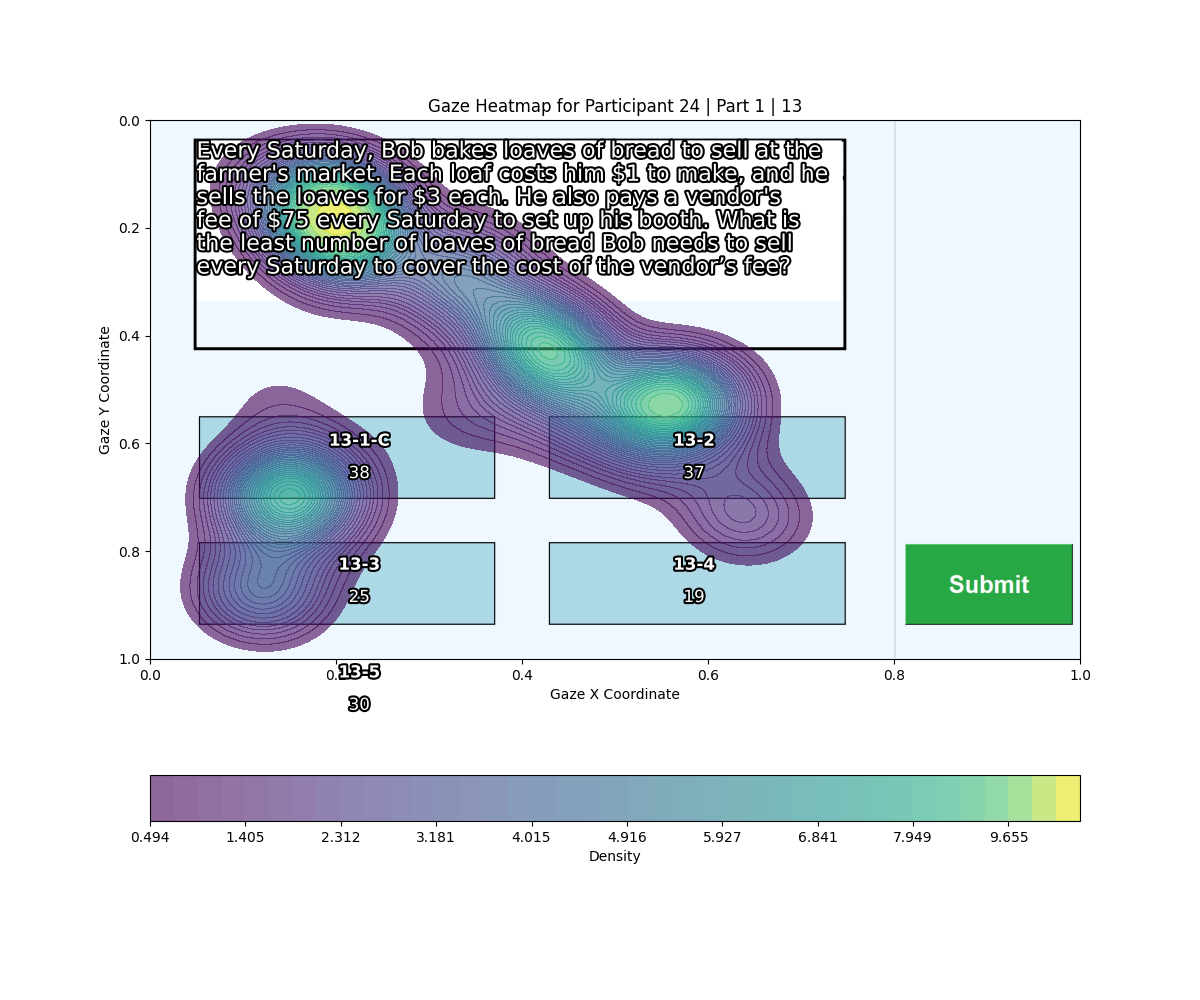 Gaze Heatmap for Participant 24 | Part 1 | 13
Every Saturday, Bob bakes loaves of bread to sell at the
farmer's market. Each loaf costs him $1 to make, and he
sells the loaves for $3 each. He also pays a vendor's
fee of $75 every Saturday to set up his booth. What is
the least number of loaves of bread Bob needs to sell
every Saturday to cover the cost of the vendor’s fee?
13-1-C
38
13-2
37
13-3
25
13-4
19
13-5
30
Submit
0.0
0.2
0.4
0.6
0.8
1.0
Gaze Y Coordinate
0.0
0.4
0.6
0.8
1.0
Gaze X Coordinate
0.494
1.405
2.312
3.181
4.015
4.916
5.927
6.841
7.949
9.655
Density